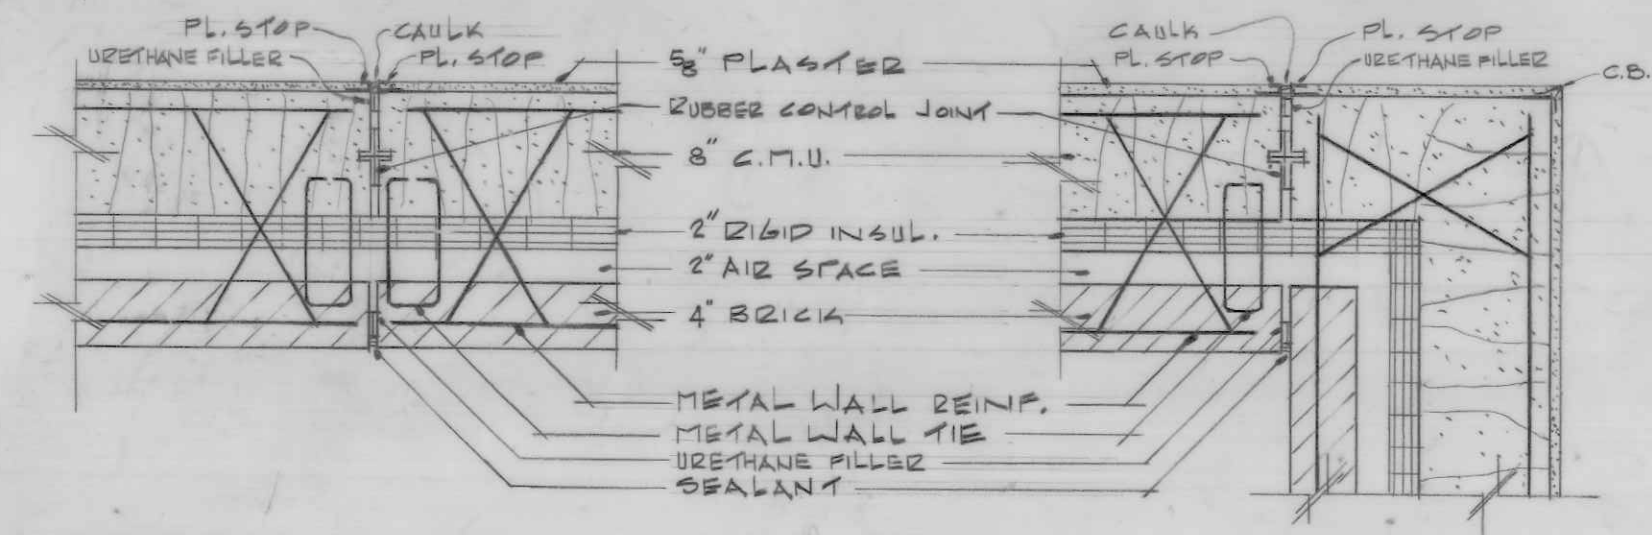 PL. STOP
CAULK
URETHANE FILLER
PL. STOP
5/8" PLASTER
CAULK
PL. STOP
PL. STOP
URETHANE FILLER
C.B.
RUBBER CONTROL JOINT
8" C.M.U.
2" RIGID INSUL.
2" AIR SPACE
4" BRICK
METAL WALL REINF.
METAL WALL TIE
URETHANE FILLER
SEALANT